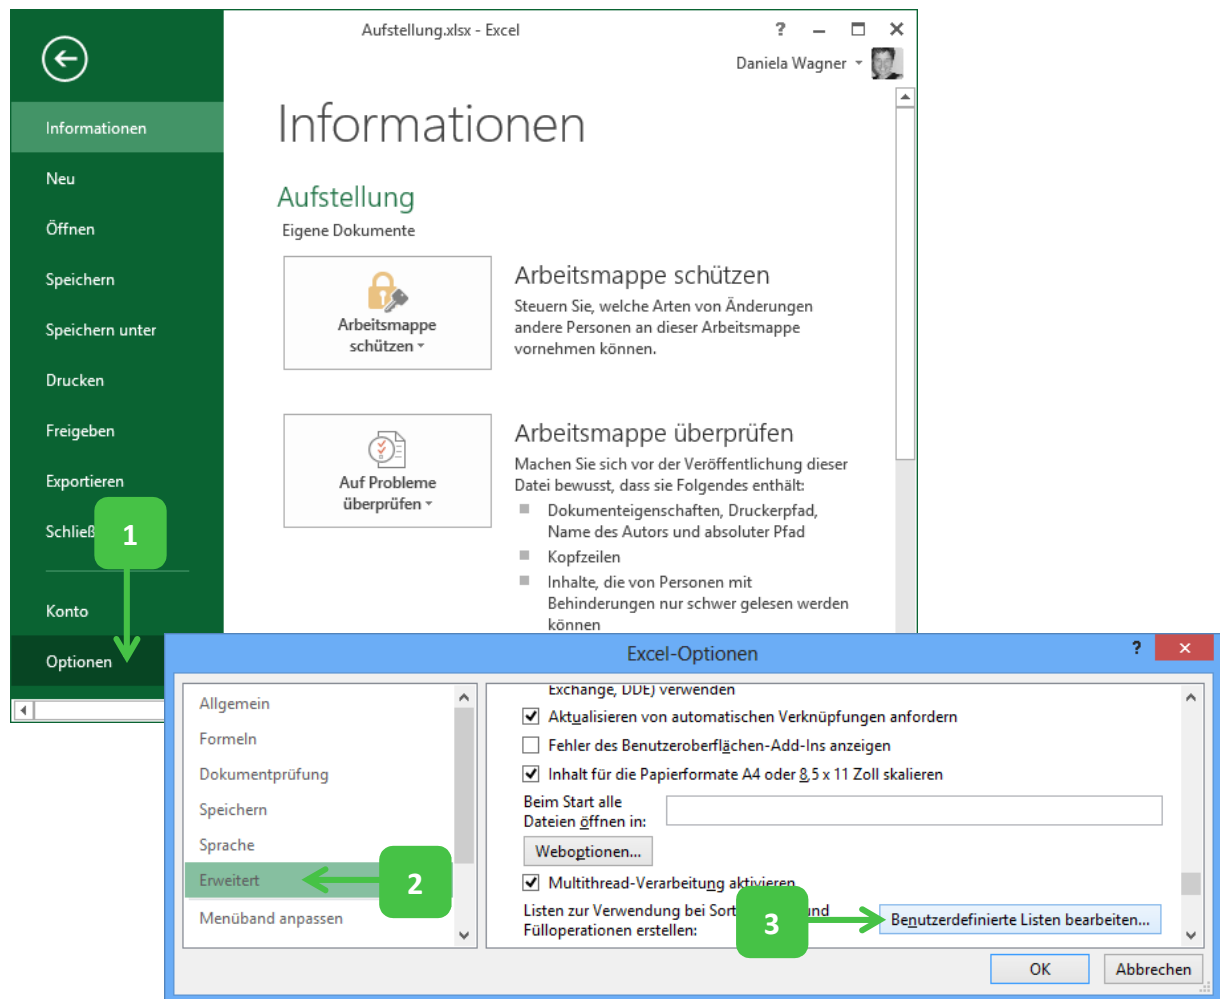 Aufstellung.xlsx - Excel
?
Daniela Wagner
Informationen
Neu
Öffnen
Speichern
Speichern unter
Drucken
Freigeben
Exportieren
Schließ
1
Konto
Optionen
Informationen
Aufstellung
Eigene Dokumente
Arbeitsmappe
schützen
Arbeitsmappe schützen
Steuern Sie, welche Arten von Änderungen
andere Personen an dieser Arbeitsmappe
vornehmen können.
Auf Probleme
überprüfen
Arbeitsmappe überprüfen
Machen Sie sich vor der Veröffentlichung dieser
Datei bewusst, dass sie Folgendes enthält:
Dokumenteigenschaften, Druckerpfad,
Name des Autors und absoluter Pfad
Kopfzeilen
Inhalte, die von Personen mit
Behinderungen nur schwer gelesen werden
können
Excel-Optionen
?
Allgemein
Formeln
Dokumentprüfung
Speichern
Sprache
Erweitert
2
Menüband anpassen
Exchange, DDE) verwenden
Aktualisieren von automatischen Verknüpfungen anfordern
Fehler des Benutzeroberflächen-Add-Ins anzeigen
Inhalt für die Papierformate A4 oder 8,5 x 11 Zoll skalieren
Beim Start alle
Dateien öffnen in:
Weboptionen...
Multithread-Verarbeitung aktivieren
Listen zur Verwendung bei Sort und
Fülloperationen erstellen:
3
Benutzerdefinierte Listen bearbeiten...
OK
Abbrechen